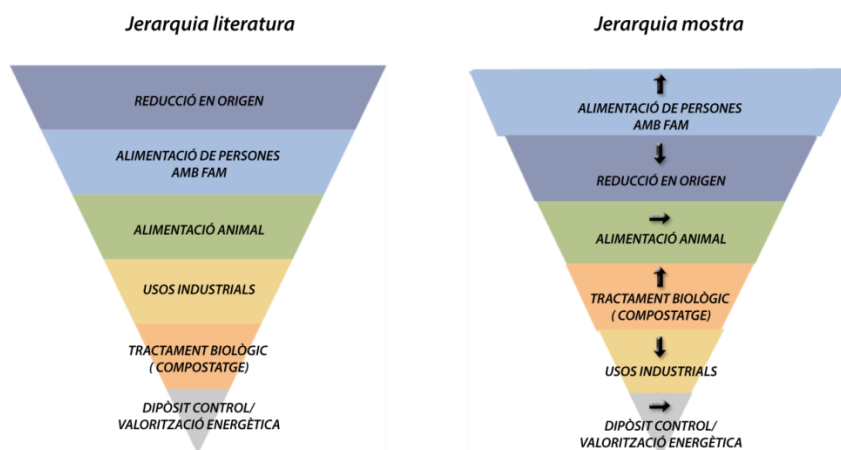 Jerarquia literatura
REDUCCIÓ EN ORIGEN
ALIMENTACIÓ DE PERSONES
AMB FAM
ALIMENTACIÓ ANIMAL
USOS INDUSTRIALS
TRACTAMENT BIOLÒGIC
( COMPOSTATGE)
DIPÒSIT CONTROL/
VALORITZACIÓ ENERGÈTICA
Jerarquia mostra
ALIMENTACIÓ DE PERSONES
AMB FAM
REDUCCIÓ EN ORIGEN
ALIMENTACIÓ ANIMAL
TRACTAMENT BIOLÒGIC
( COMPOSTATGE)
USOS INDUSTRIALS
DIPÒSIT CONTROL/
VALORITZACIÓ ENERGÈTICA